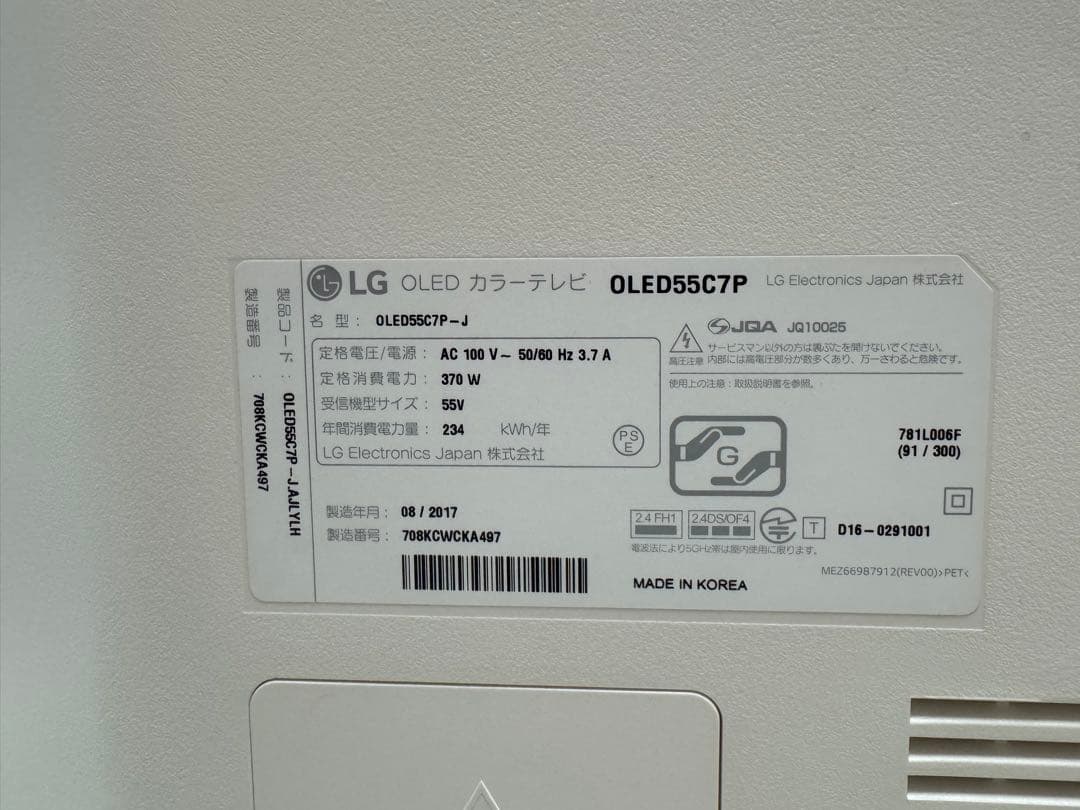 LG OLED カラーテレビ OLED55C7P LG Electronics Japan 株式会社
名 型： OLED55C7P-J
定格電圧/電源： AC 100 V~ 50/60 Hz 3.7 A
定格消費電力： 370 W
受信機型サイズ： 55V
年間消費電力量： 234 kWh/年
LG Electronics Japan 株式会社
PS E
製造年月： 08 / 2017
製造番号： 708KCWCKA497
製品コード： OLED55C7P-J.AJLYLH
製造番号： 708KCWCKA497
JQA JQ10025
高圧注意
サービスマン以外の方は裏ぶたを開けないでください。
内部には高電圧部分が数多くあり、万一さわると危険です。
使用上の注意：取扱説明書を参照。
G
781L006F
(91 / 300)
2.4 FH1 2.4DS/OF4 T D16-0291001
電波法により5GHz帯は屋内使用に限ります。
MEZ66987912(REV00)>PET<
MADE IN KOREA